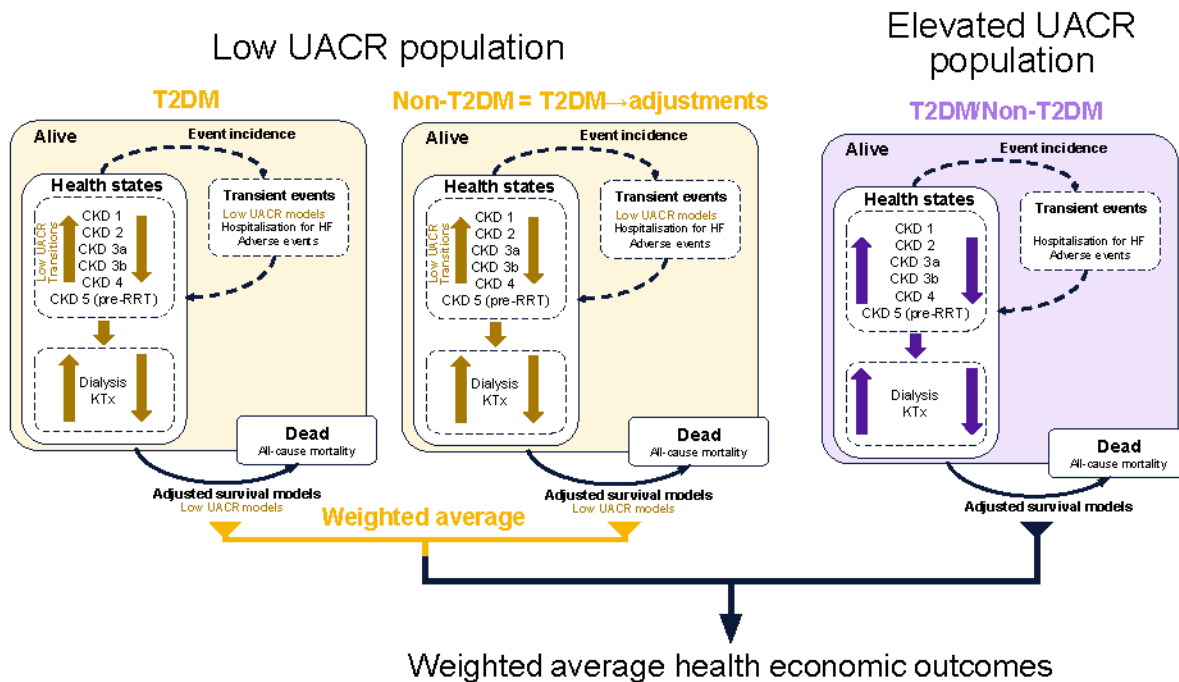 Low UACR population
Elevated UACR
population
T2DM
Non-T2DM = T2DM→adjustments
T2DM/Non-T2DM
Alive
Event incidence
Health states
Low UACR
Transitions
CKD 1
CKD 2
CKD 3a
CKD 3b
CKD 4
CKD 5 (pre-RRT)
Transient events
Low UACR models
Hospitalisation for HF
Adverse events
Dialysis
KTx
Dead
All-cause mortality
Adjusted survival models
Low UACR models
Alive
Event incidence
Health states
Low UACR
Transitions
CKD 1
CKD 2
CKD 3a
CKD 3b
CKD 4
CKD 5 (pre-RRT)
Transient events
Low UACR models
Hospitalisation for HF
Adverse events
Dialysis
KTx
Dead
All-cause mortality
Adjusted survival models
Low UACR models
Alive
Event incidence
Health states
CKD 1
CKD 2
CKD 3a
CKD 3b
CKD 4
CKD 5 (pre-RRT)
Transient events
Hospitalisation for HF
Adverse events
Dialysis
KTx
Dead
All-cause mortality
Adjusted survival models
Weighted average
Weighted average health economic outcomes